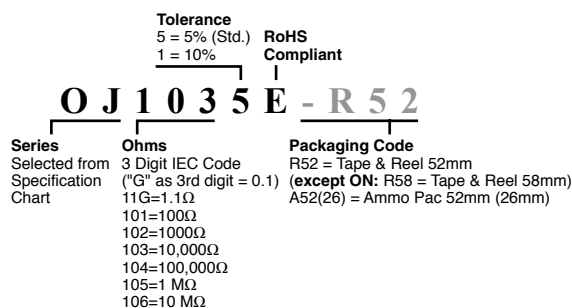 Tolerance
5 = 5% (Std.)
1 = 10%
RoHS
Compliant
O J 1 0 3 5 E - R 5 2
Series
Selected from
Specification
Chart
Ohms
3 Digit IEC Code
("G" as 3rd digit = 0.1)
11G=1.1Ω
101=100Ω
102=1000Ω
103=10,000Ω
104=100,000Ω
105=1 MΩ
106=10 MΩ
Packaging Code
R52 = Tape & Reel 52mm
(except ON: R58 = Tape & Reel 58mm)
A52(26) = Ammo Pac 52mm (26mm)